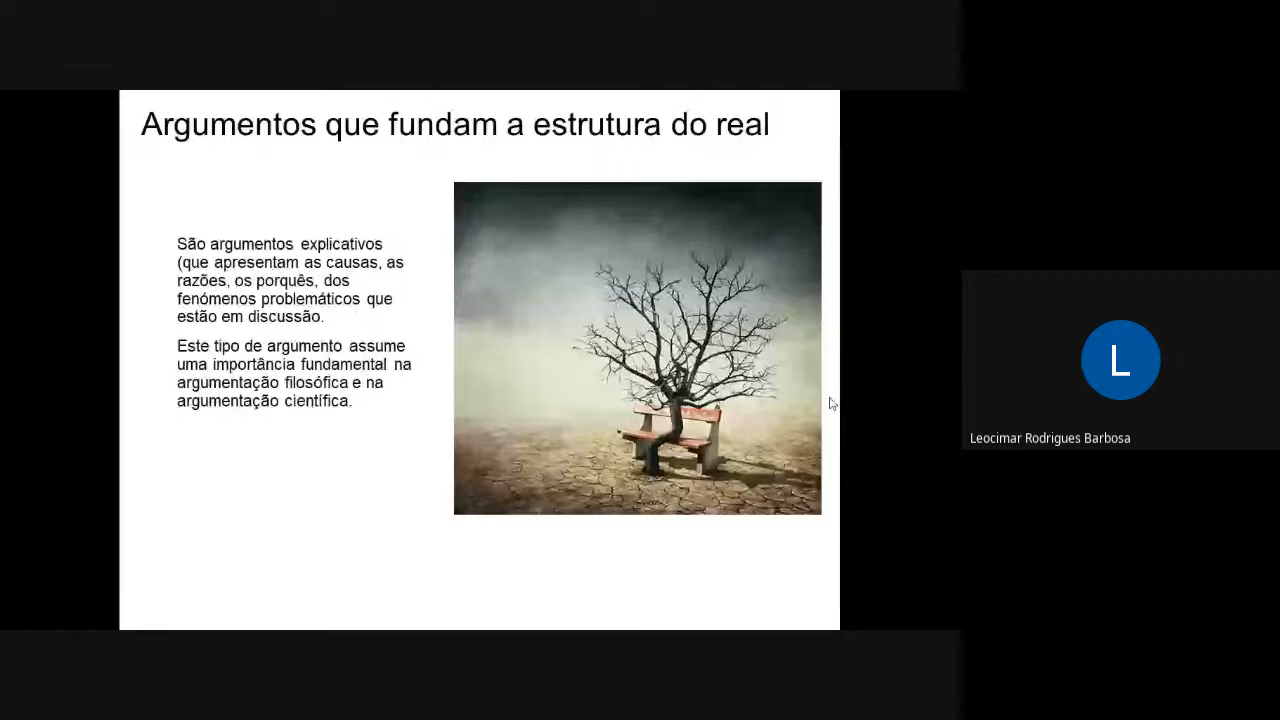 Argumentos que fundam a estrutura do real
São argumentos explicativos
(que apresentam as causas, as
razões, os porquês, dos
fenómenos problemáticos que
estão em discussão.
Este tipo de argumento assume
uma importância fundamental na
argumentação filosófica e na
argumentação científica.
L
Leocimar Rodrigues Barbosa